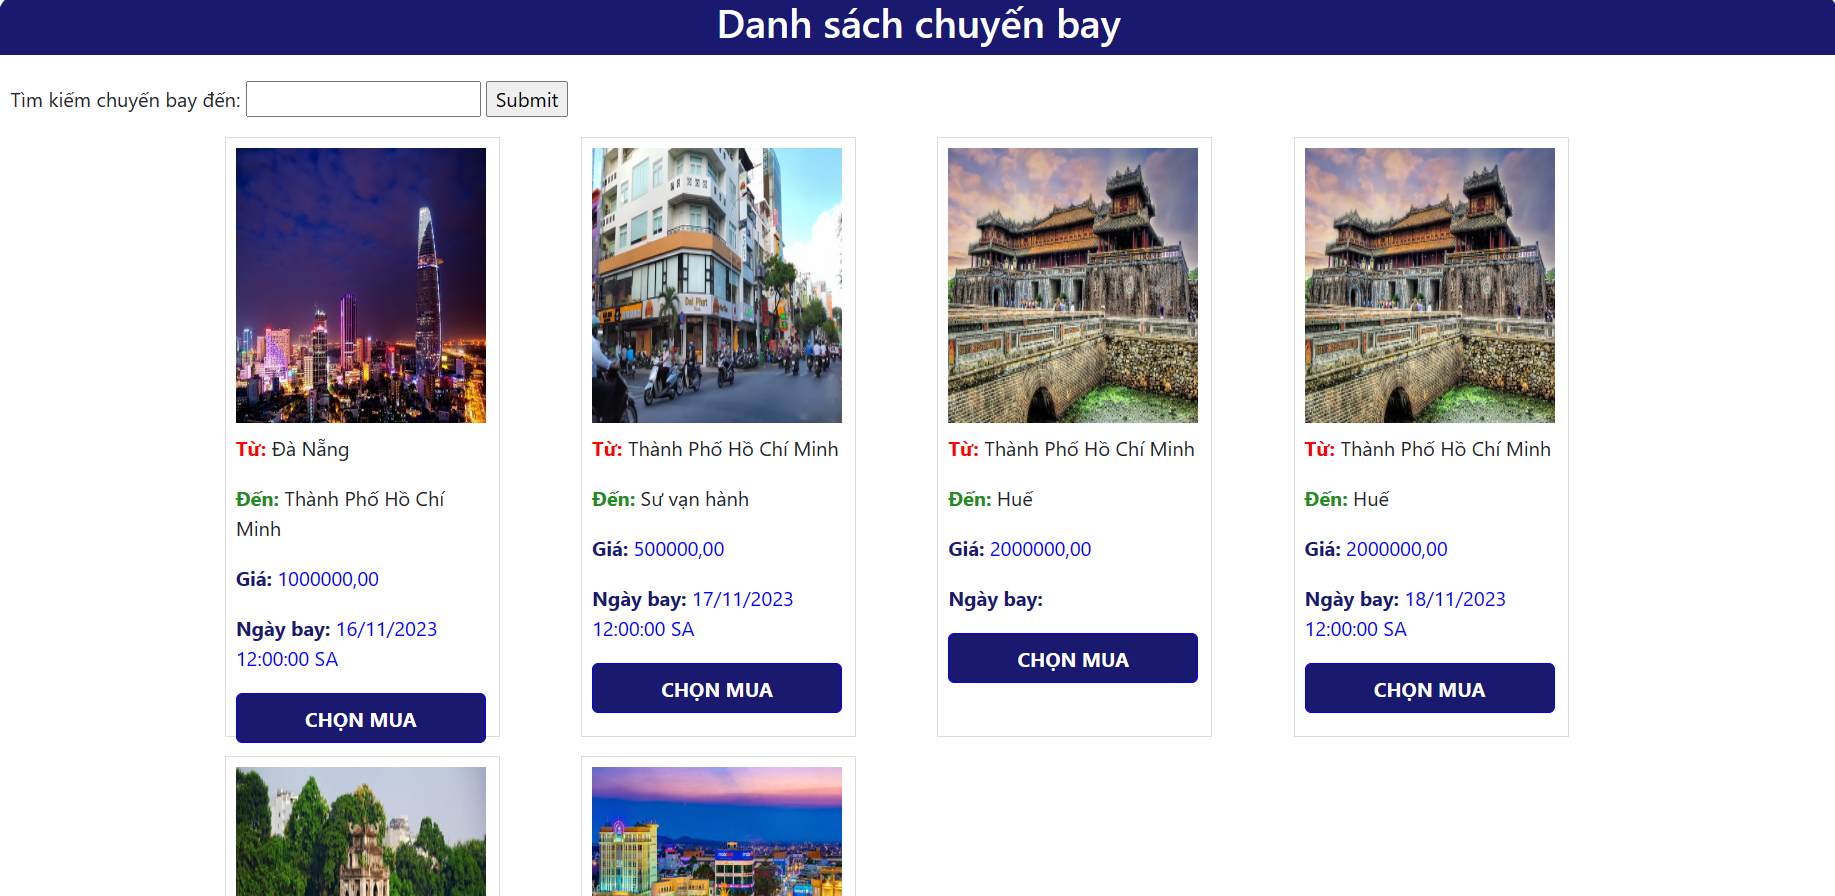 Danh sách chuyến bay
Tìm kiếm chuyến bay đến:
Submit
Từ: Đà Nẵng
Đến: Thành Phố Hồ Chí
Minh
Giá: 1000000,00
Ngày bay: 16/11/2023
12:00:00 SA
CHỌN MUA
Dai Phat
Từ: Thành Phố Hồ Chí Minh
Đến: Sư vạn hành
Giá: 500000,00
Ngày bay: 17/11/2023
12:00:00 SA
CHỌN MUA
Từ: Thành Phố Hồ Chí Minh
Đến: Huế
Giá: 2000000,00
Ngày bay:
CHỌN MUA
Từ: Thành Phố Hồ Chí Minh
Đến: Huế
Giá: 2000000,00
Ngày bay: 18/11/2023
12:00:00 SA
CHỌN MUA